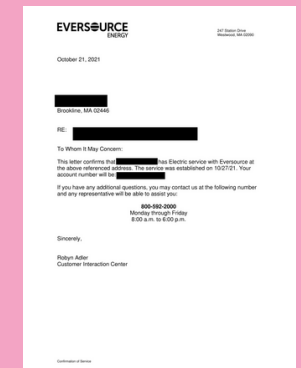 EVERSOURCE
ENERGY
247 Station Drive
Westwood, MA 02090
October 21, 2021
Brookline, MA 02446
RE:
To Whom It May Concern:
This letter confirms that has Electric service with Eversource at
the above referenced address. The service was established on 10/27/21. Your
account number will be:
If you have any additional questions, you may contact us at the following number
and any representative will be able to assist you:
800-592-2000
Monday through Friday
8:00 a.m. to 6:00 p.m.
Sincerely,
Robyn Adler
Customer Interaction Center
Confirmation of Service